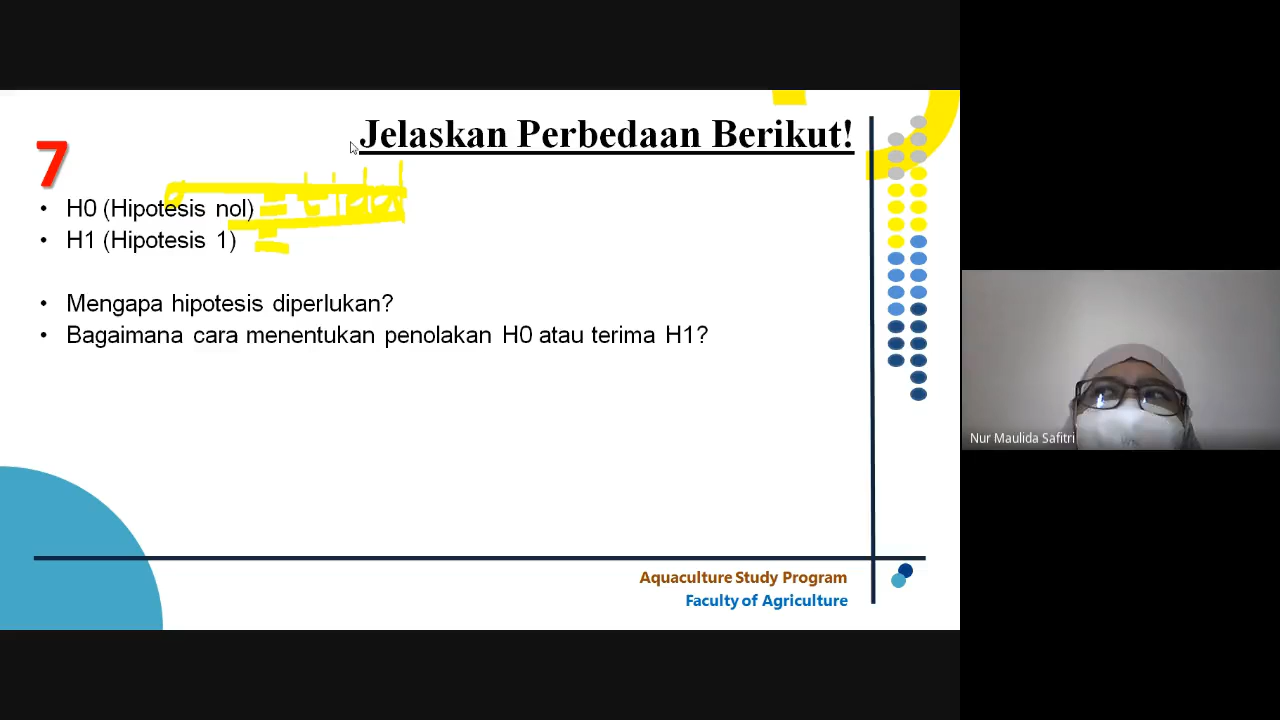 Jelaskan Perbedaan Berikut!
7
• H0 (Hipotesis nol) =
• H1 (Hipotesis 1) =
• Mengapa hipotesis diperlukan?
• Bagaimana cara menentukan penolakan H0 atau terima H1?
Aquaculture Study Program
Faculty of Agriculture
Nur Maulida Safitri